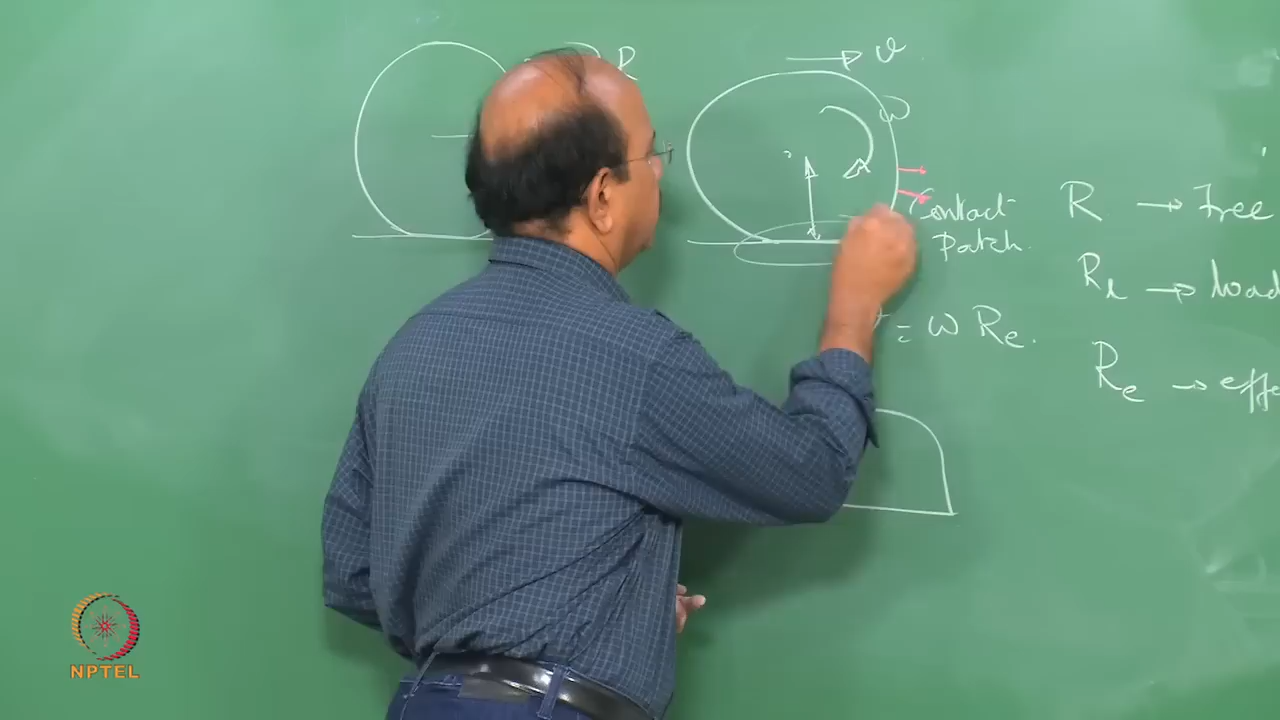 R
v
ω
Contact
Patch.
R → Free
R_l → load
= ω R_e.
R_e → effe
NPTEL